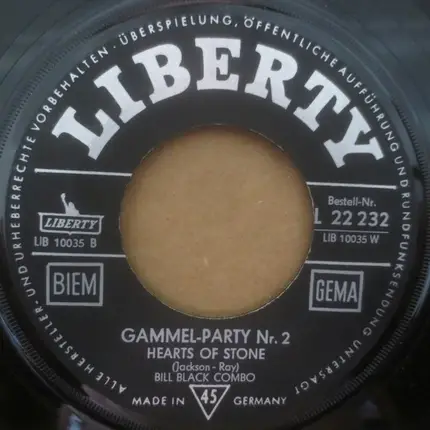 ALLE HERSTELLER- UND URHEBERRECHTE VORBEHALTEN · ÜBERSPIELUNG, ÖFFENTLICHE AUFFÜHRUNG UND RUNDFUNKSENDUNG UNTERSAGT
LIBERTY
LIBERTY
LIB 10035 B
Bestell-Nr.
L 22 232
LIB 10035 W
BIEM
GEMA
GAMMEL-PARTY Nr. 2
HEARTS OF STONE
(Jackson - Ray)
BILL BLACK COMBO
MADE IN 45 GERMANY